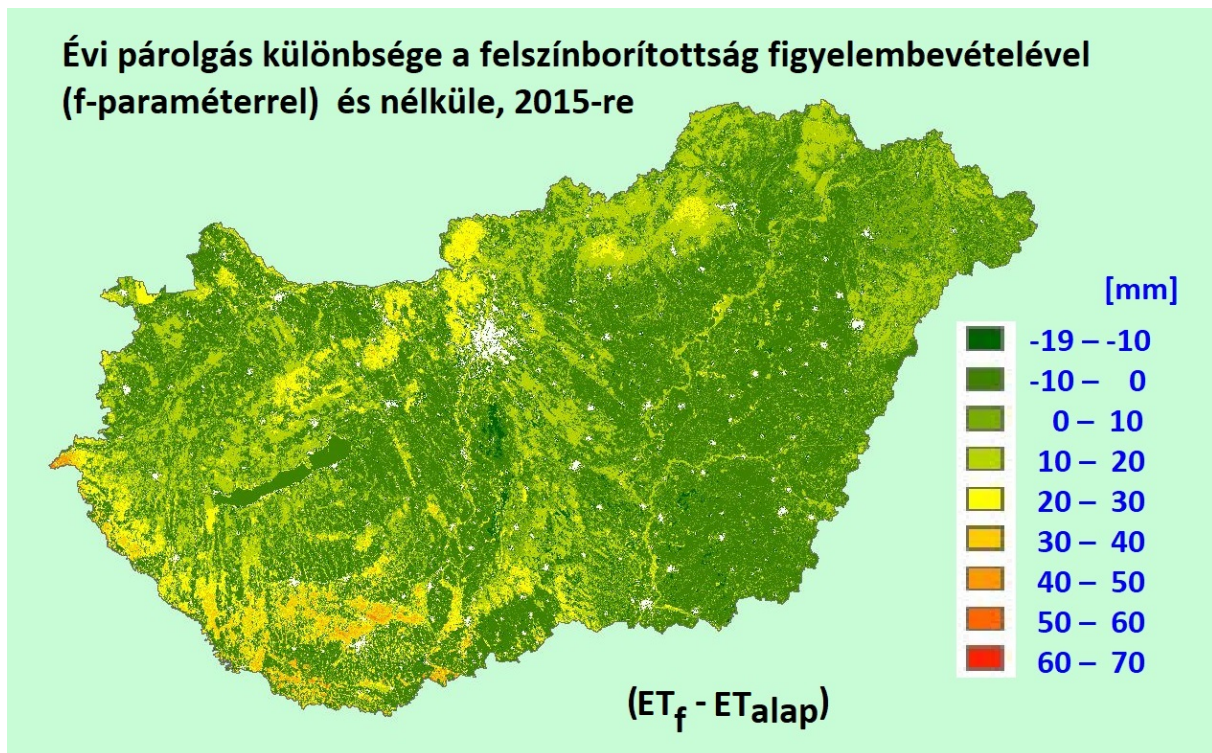 Évi párolgás különbsége a felszínborítottság figyelembevételével
(f-paraméterrel) és nélküle, 2015-re
[mm]
-19 – -10
-10 – 0
0 – 10
10 – 20
20 – 30
30 – 40
40 – 50
50 – 60
60 – 70
(ETf - ETalap)